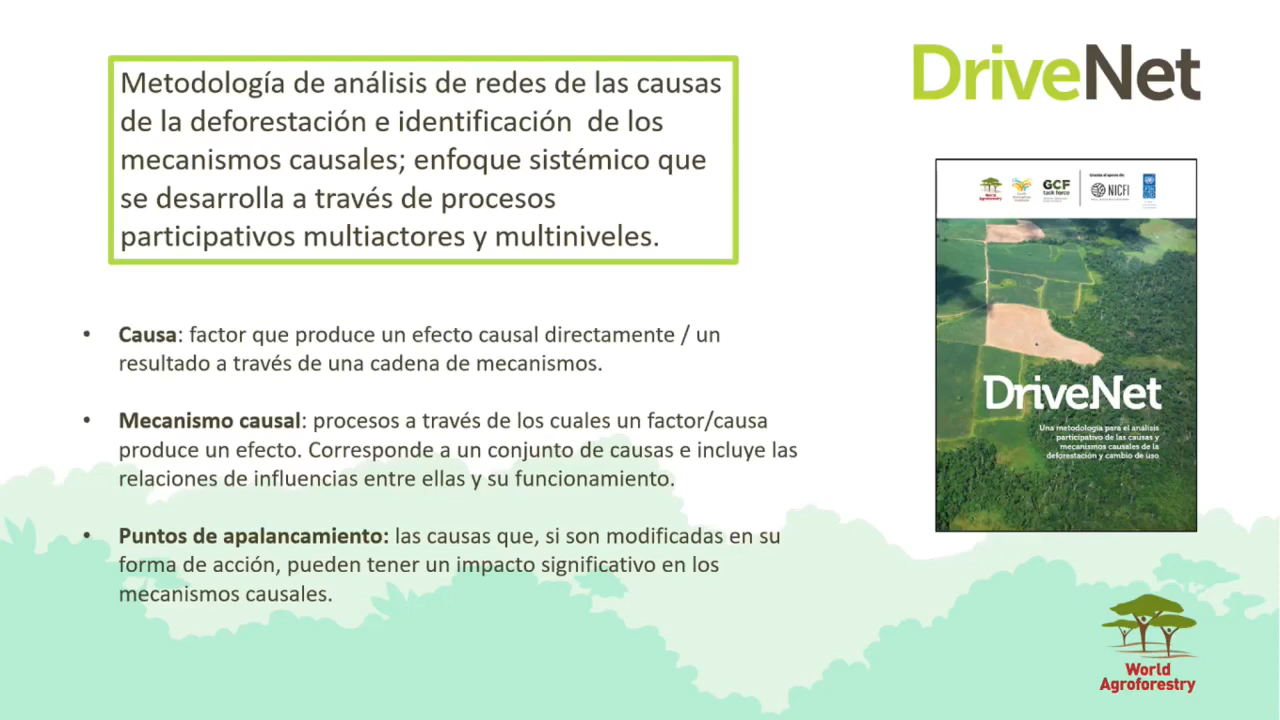 Metodología de análisis de redes de las causas
de la deforestación e identificación de los
mecanismos causales; enfoque sistémico que
se desarrolla a través de procesos
participativos multiactores y multiniveles.
• Causa: factor que produce un efecto causal directamente / un
resultado a través de una cadena de mecanismos.
• Mecanismo causal: procesos a través de los cuales un factor/causa
produce un efecto. Corresponde a un conjunto de causas e incluye las
relaciones de influencias entre ellas y su funcionamiento.
• Puntos de apalancamiento: las causas que, si son modificadas en su
forma de acción, pueden tener un impacto significativo en los
mecanismos causales.
DriveNet
World
Agroforestry
GCF
task force
Gracias al apoyo de:
NICFI
DriveNet
Una metodología para el análisis
participativo de las causas y
mecanismos causales de la
deforestación y cambio de uso
World
Agroforestry